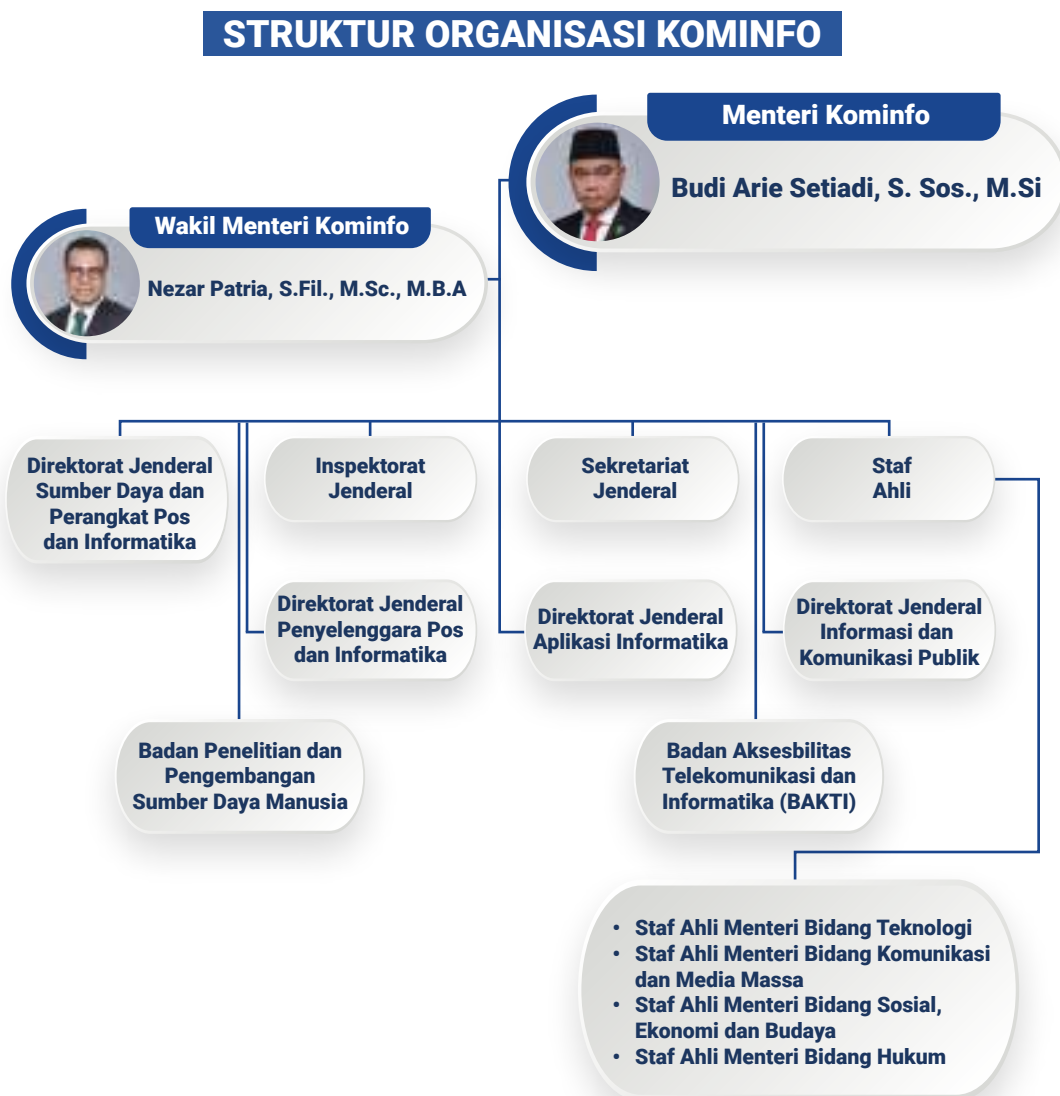 STRUKTUR ORGANISASI KOMINFO
Menteri Kominfo
Budi Arie Setiadi, S. Sos., M.Si
Wakil Menteri Kominfo
Nezar Patria, S.Fil., M.Sc., M.B.A
Direktorat Jenderal
Sumber Daya dan
Perangkat Pos
dan Informatika
Inspektorat
Jenderal
Sekretariat
Jenderal
Staf
Ahli
Direktorat Jenderal
Penyelenggara Pos
dan Informatika
Direktorat Jenderal
Aplikasi Informatika
Direktorat Jenderal
Informasi dan
Komunikasi Publik
Badan Penelitian dan
Pengembangan
Sumber Daya Manusia
Badan Aksesbilitas
Telekomunikasi dan
Informatika (BAKTI)
• Staf Ahli Menteri Bidang Teknologi
• Staf Ahli Menteri Bidang Komunikasi
dan Media Massa
• Staf Ahli Menteri Bidang Sosial,
Ekonomi dan Budaya
• Staf Ahli Menteri Bidang Hukum